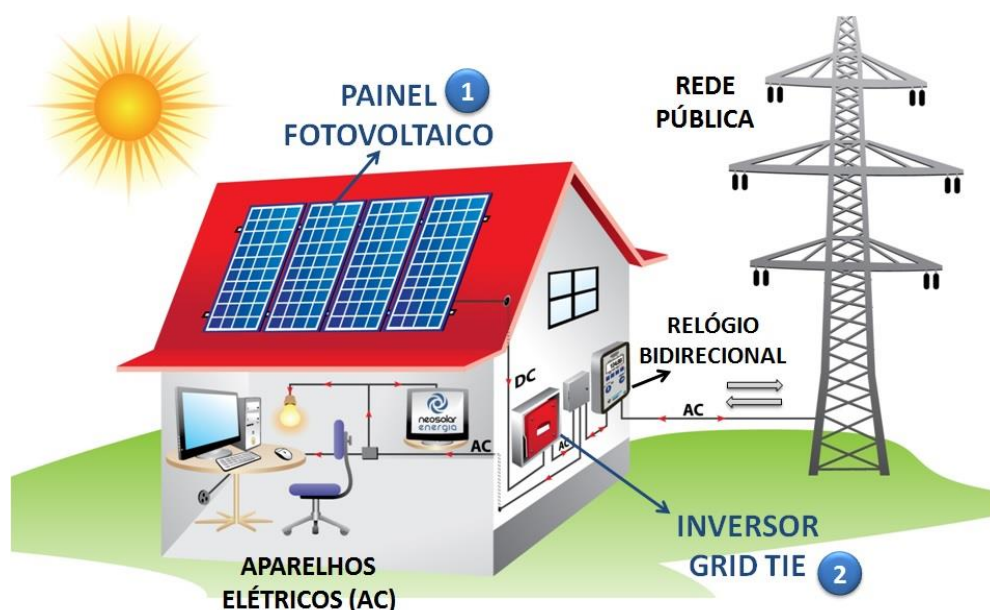 PAINEL 1
FOTOVOLTAICO
REDE
PÚBLICA
RELÓGIO
BIDIRECIONAL
DC
neosolar
energia
AC
AC
AC
INVERSOR
GRID TIE 2
APARELHOS
ELÉTRICOS (AC)